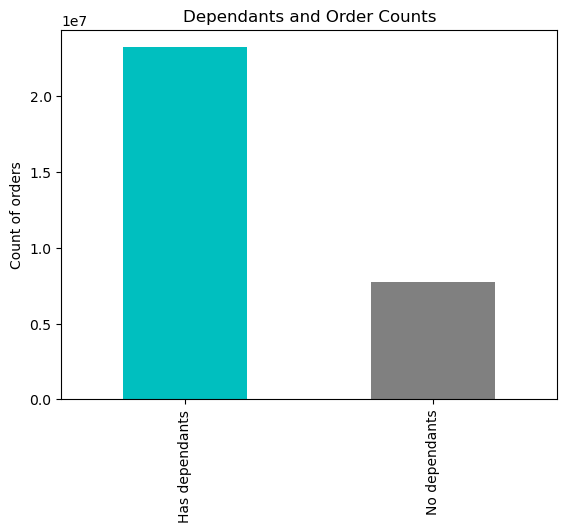 Dependants and Order Counts
1e7
2.0
1.5
1.0
0.5
0.0
Count of orders
Has dependants
No dependants